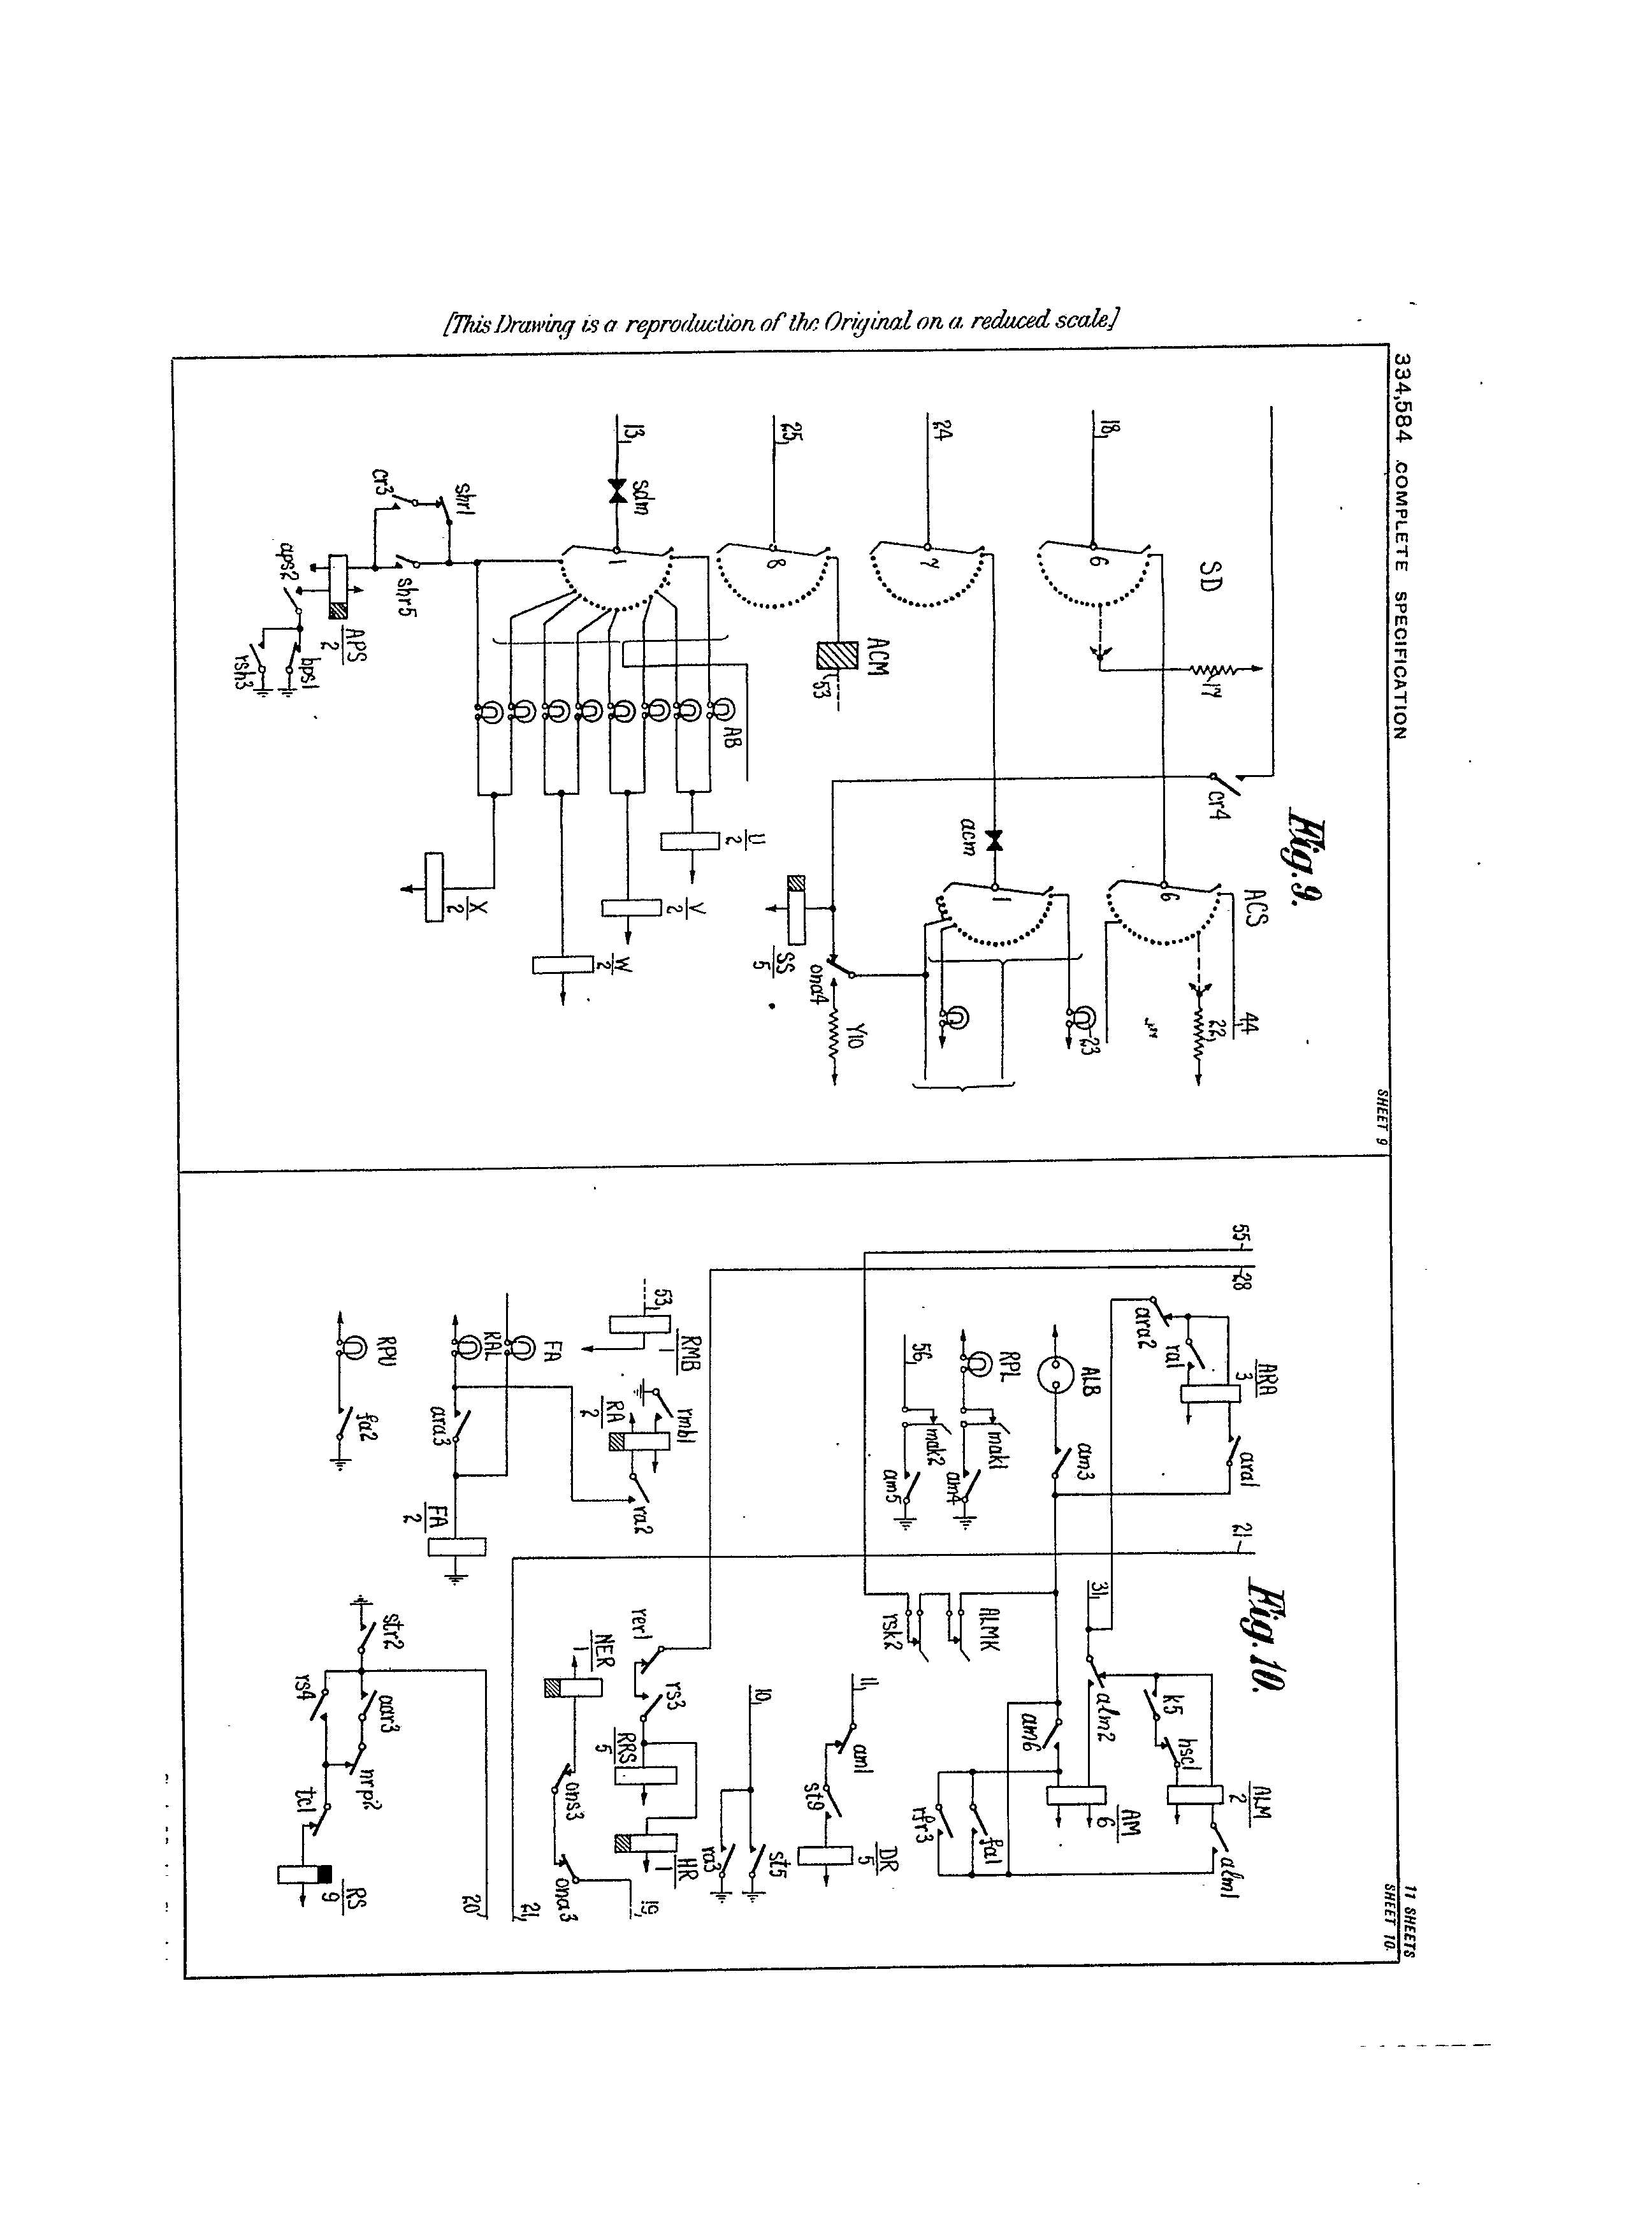 [This Drawing is a reproduction of the Original on a reduced scale.]
334,584 COMPLETE SPECIFICATION
SHEET 9
Fig. 9.
SD
ACS
18
6
17
cr4
6
44
22
24
7
acm
1
23
25
8
ACM
53
SS
5
ona4
Y10
13
sdm
1
AB
U
2
V
2
W
2
X
2
cr3
shr1
shr5
aps2
APS
2
bps1
rsh3
11 SHEETS
SHEET 10
Fig. 10.
55
28
21
ara2
ra1
ARA
3
ara1
31
alm2
k5
hsc1
ALM
2
alm1
ALB
am3
am6
AM
6
RPL
mak1
am4
56
mak2
am5
ALMK
rsk2
rfr3
fa1
11
am1
st9
DR
5
10
st5
ra3
RMB
1
53
rmb1
RA
2
ra2
rer1
rs3
RRS
5
HR
1
NER
1
ons3
ona3
19
FA
RAL
ara3
FA
2
21
20
RPU
fa2
str2
rs4
aar3
nrp2
tc1
RS
9